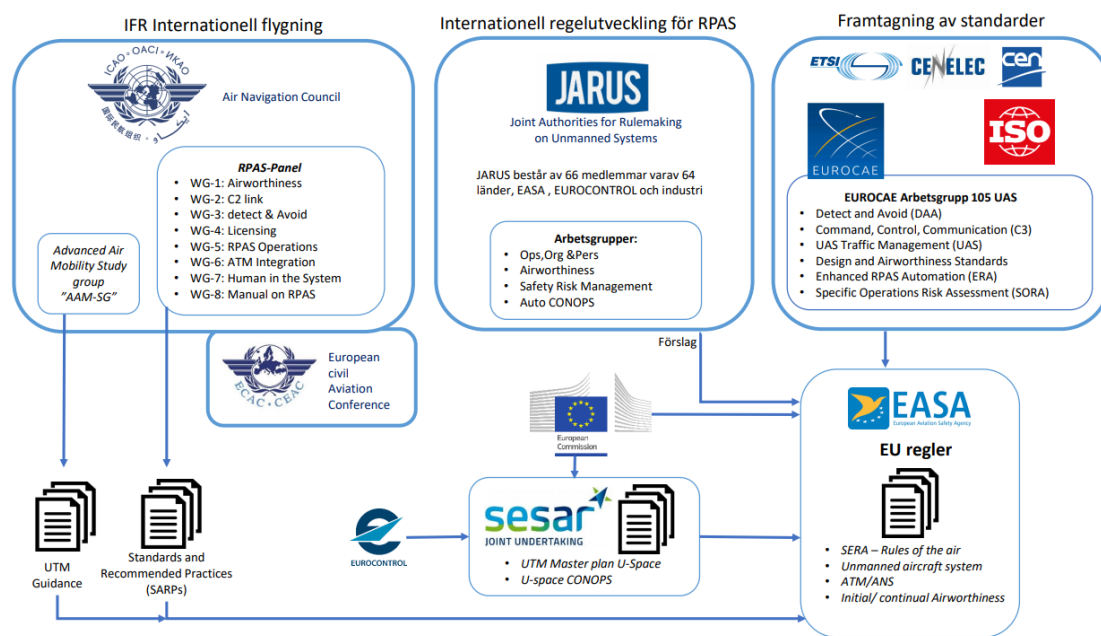 IFR Internationell flygning
ICAO · OACI · ИКАО
Air Navigation Council
RPAS-Panel
• WG-1: Airworthiness
• WG-2: C2 link
• WG-3: detect & Avoid
• WG-4: Licensing
• WG-5: RPAS Operations
• WG-6: ATM Integration
• WG-7: Human in the System
• WG-8: Manual on RPAS
Advanced Air
Mobility Study
group
”AAM-SG”
ECAC • CEAC
European
civil
Aviation
Conference
UTM
Guidance
Standards and
Recommended Practices
(SARPs)
Internationell regelutveckling för RPAS
JARUS
Joint Authorities for Rulemaking
on Unmanned Systems
JARUS består av 66 medlemmar varav 64
länder, EASA , EUROCONTROL och industri
Arbetsgrupper:
• Ops,Org &Pers
• Airworthiness
• Safety Risk Management
• Auto CONOPS
Förslag
European
Commission
EUROCONTROL
sesar
JOINT UNDERTAKING
• UTM Master plan U-Space
• U-space CONOPS
Framtagning av standarder
ETSI
CENELEC
cen
EUROCAE
ISO
EUROCAE Arbetsgrupp 105 UAS
• Detect and Avoid (DAA)
• Command, Control, Communication (C3)
• UAS Traffic Management (UAS)
• Design and Airworthiness Standards
• Enhanced RPAS Automation (ERA)
• Specific Operations Risk Assessment (SORA)
EASA
European Aviation Safety Agency
EU regler
• SERA – Rules of the air
• Unmanned aircraft system
• ATM/ANS
• Initial/ continual Airworthiness